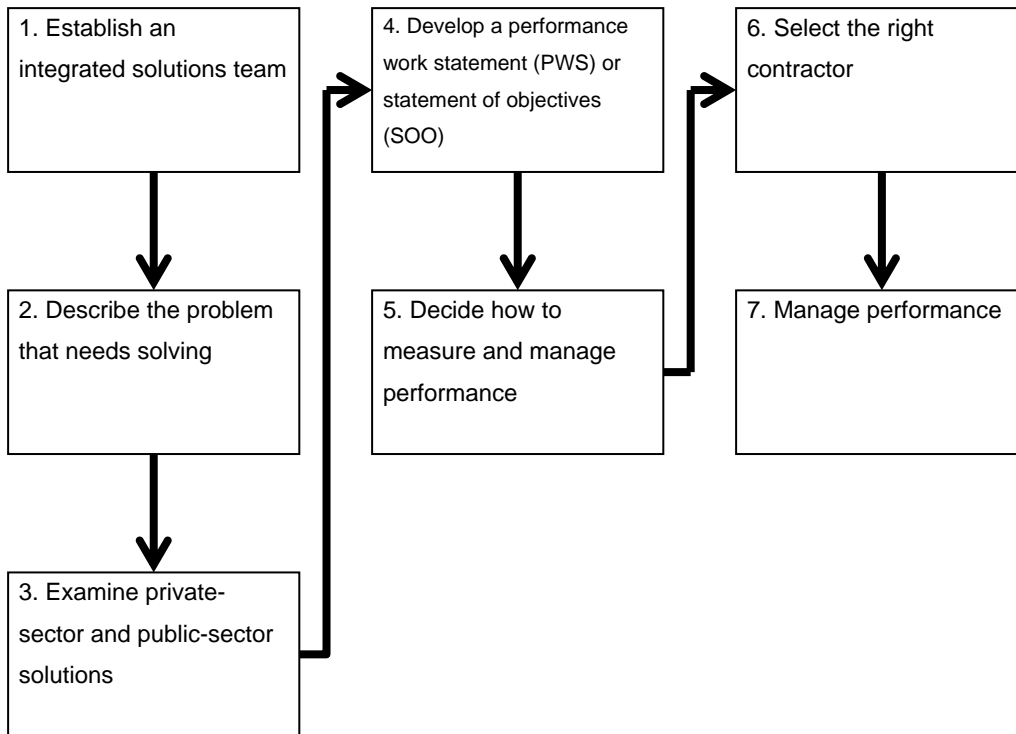 1. Establish an
integrated solutions team
2. Describe the problem
that needs solving
3. Examine private-
sector and public-sector
solutions
4. Develop a performance
work statement (PWS) or
statement of objectives
(SOO)
5. Decide how to
measure and manage
performance
6. Select the right
contractor
7. Manage performance